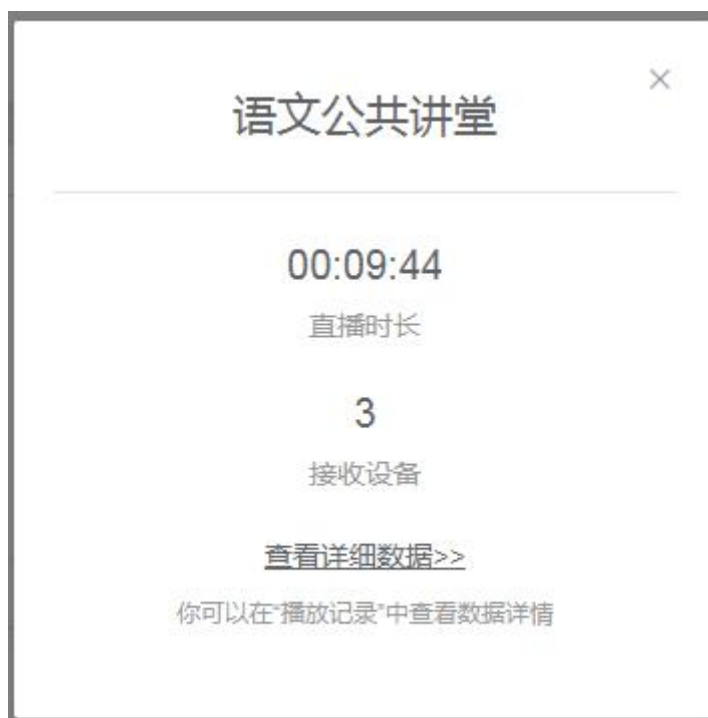 语文公共讲堂
00:09:44
直播时长
3
接收设备
查看详细数据>>
你可以在“播放记录”中查看数据详情